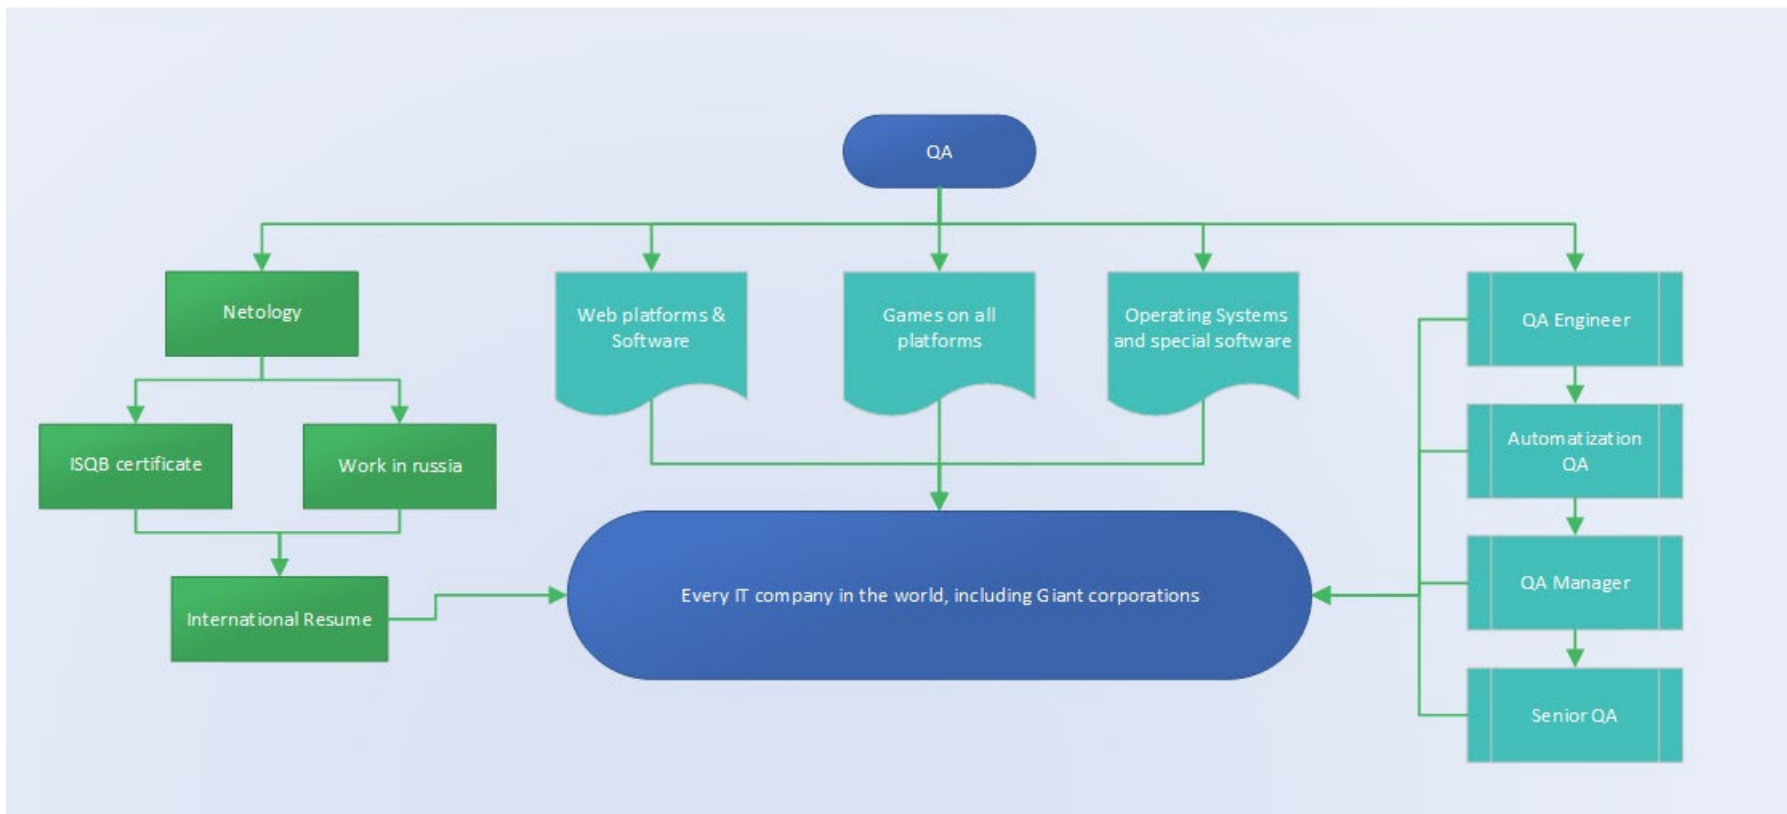 QA
Netology
Web platforms &
Software
Games on all
platforms
Operating Systems
and special software
QA Engineer
ISQB certificate
Work in russia
Automatization
QA
International Resume
Every IT company in the world, including Giant corporations
QA Manager
Senior QA